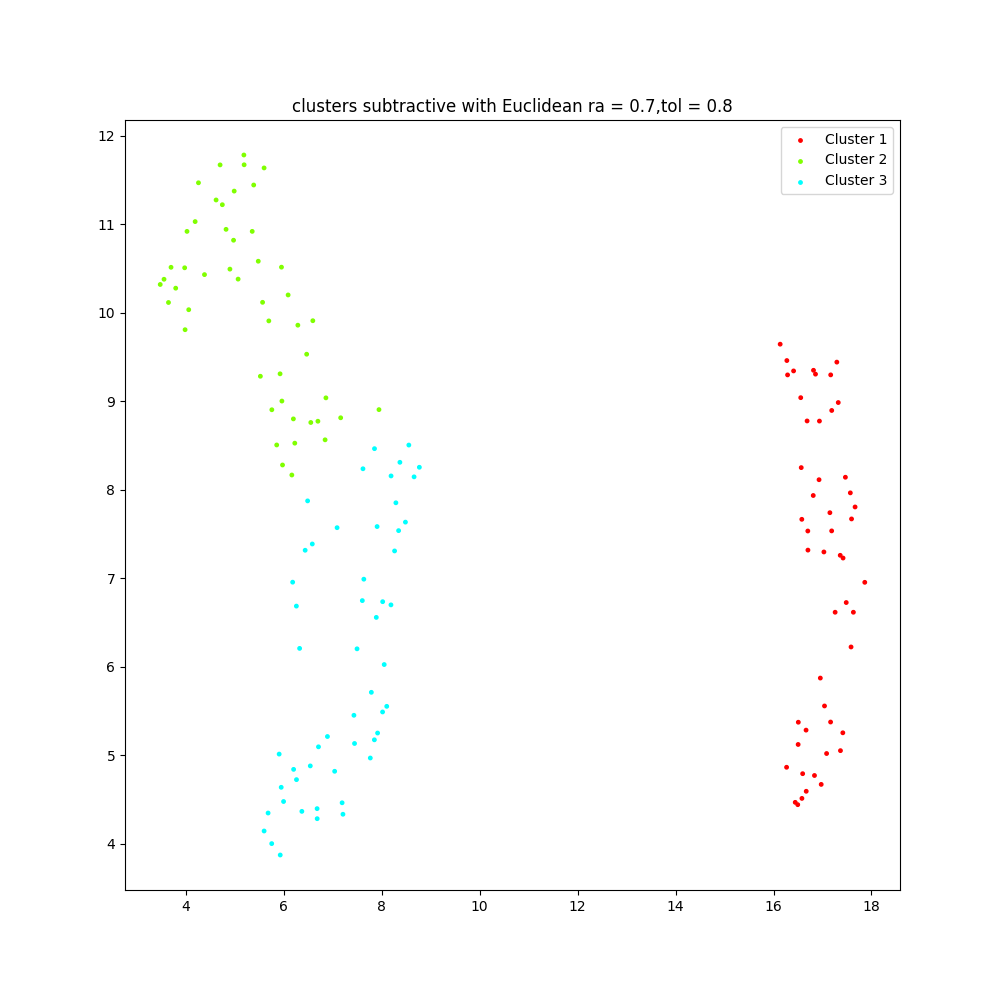 clusters subtractive with Euclidean ra = 0.7,tol = 0.8
Cluster 1
Cluster 2
Cluster 3
12
11
10
9
8
7
6
5
4
4 6 8 10 12 14 16 18